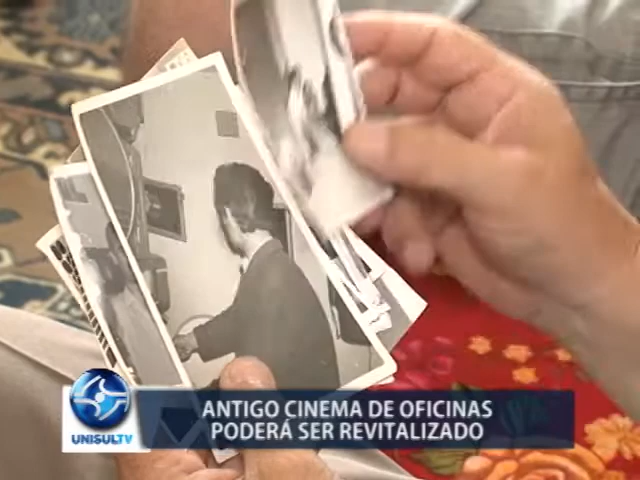 ANTIGO CINEMA DE OFICINAS
PODERÁ SER REVITALIZADO
UNISULTV